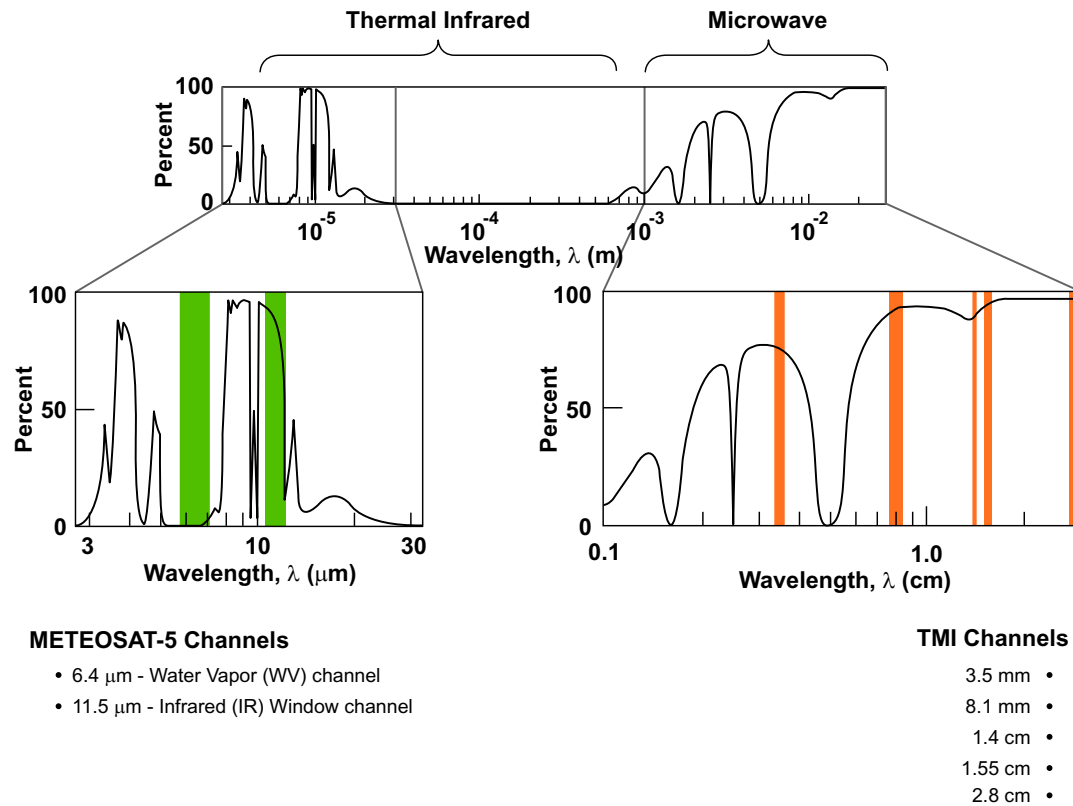 Thermal Infrared
Microwave
100
50
0
Percent
10-5
10-4
10-3
10-2
Wavelength, λ (m)
100
50
0
Percent
3
10
30
Wavelength, λ (μm)
100
50
0
Percent
0.1
1.0
Wavelength, λ (cm)
METEOSAT-5 Channels
• 6.4 μm - Water Vapor (WV) channel
• 11.5 μm - Infrared (IR) Window channel
TMI Channels
3.5 mm •
8.1 mm •
1.4 cm •
1.55 cm •
2.8 cm •